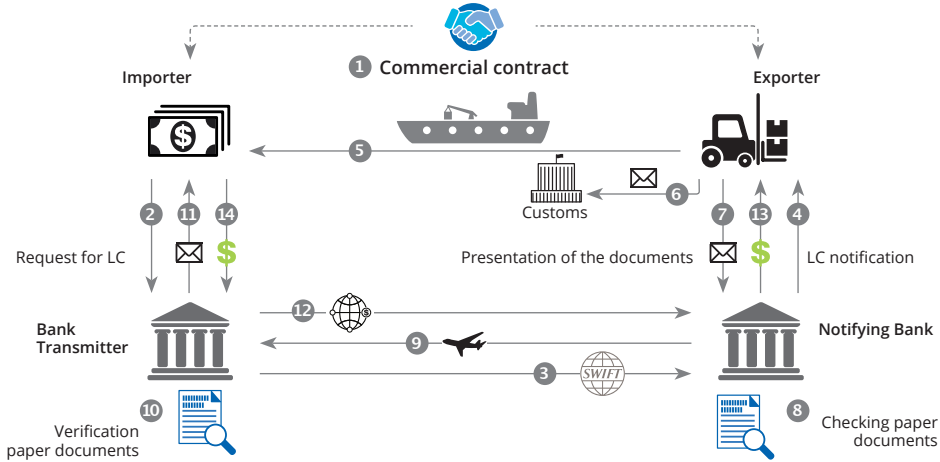 1 Commercial contract
Importer
Exporter
$
5
Customs
6
2
11
14
7
13
4
Request for LC
$
Presentation of the documents
$
LC notification
12
$
Bank
Transmitter
9
Notifying Bank
3
SWIFT
10
Verification
paper documents
8
Checking paper
documents